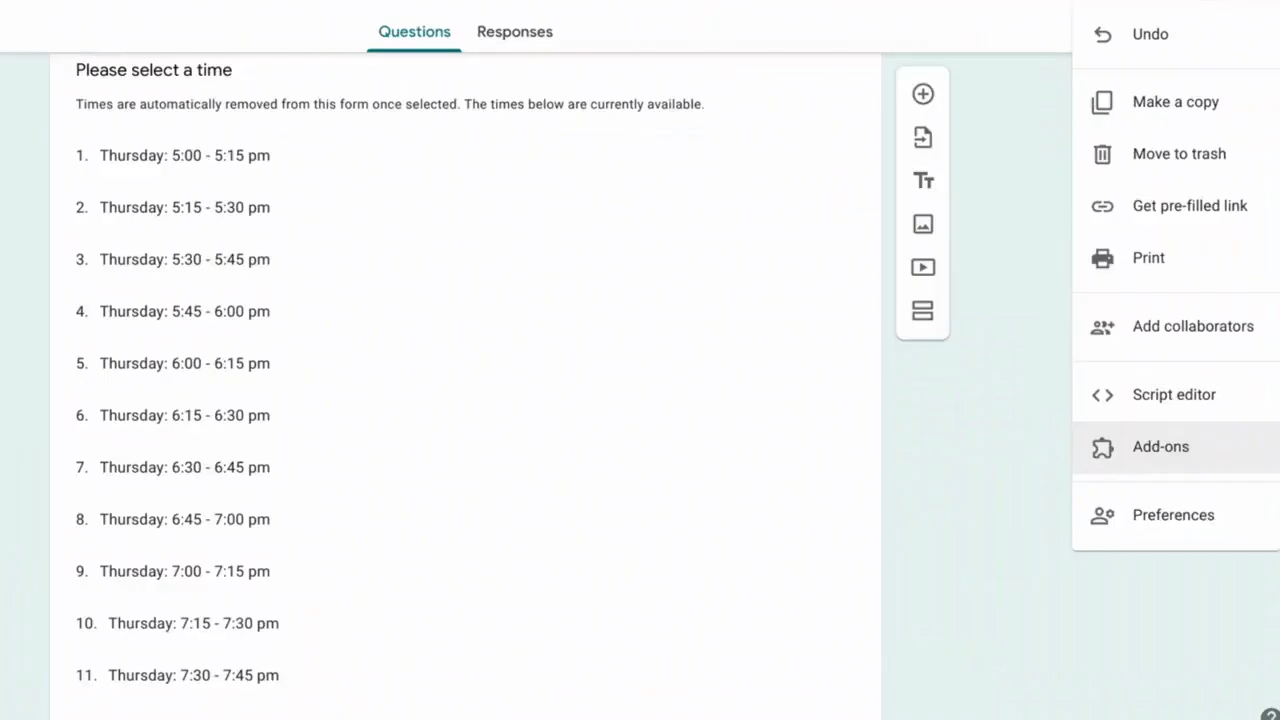 Questions
Responses
Please select a time
Times are automatically removed from this form once selected. The times below are currently available.
1. Thursday: 5:00 - 5:15 pm
2. Thursday: 5:15 - 5:30 pm
3. Thursday: 5:30 - 5:45 pm
4. Thursday: 5:45 - 6:00 pm
5. Thursday: 6:00 - 6:15 pm
6. Thursday: 6:15 - 6:30 pm
7. Thursday: 6:30 - 6:45 pm
8. Thursday: 6:45 - 7:00 pm
9. Thursday: 7:00 - 7:15 pm
10. Thursday: 7:15 - 7:30 pm
11. Thursday: 7:30 - 7:45 pm
Tт
Undo
Make a copy
Move to trash
Get pre-filled link
Print
Add collaborators
Script editor
Add-ons
Preferences